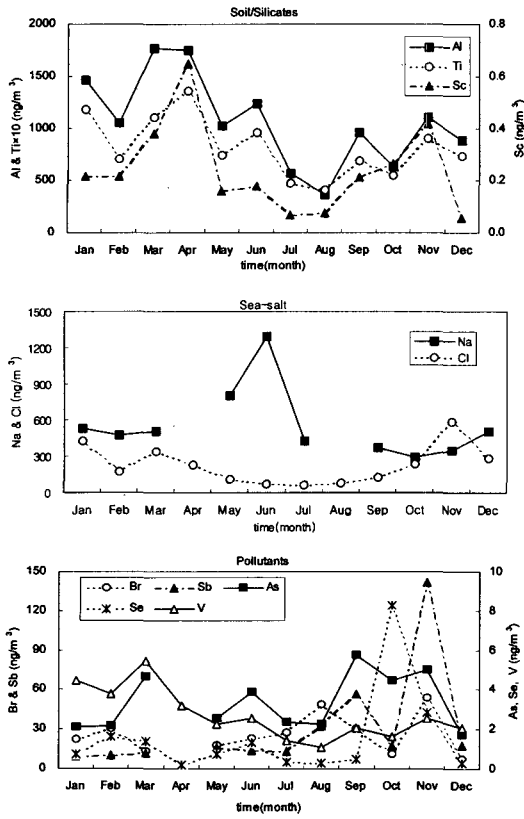 Soil/Silicates
2000
1500
1000
500
0
Al & Ti×10 (ng/m³)
0.8
0.6
0.4
0.2
0.0
Sc (ng/m³)
Al
Ti
Sc
Jan Feb Mar Apr May Jun Jul Aug Sep Oct Nov Dec
time(month)
Sea-salt
1500
1200
900
600
300
0
Na & Cl (ng/m³)
Na
Cl
Jan Feb Mar Apr May Jun Jul Aug Sep Oct Nov Dec
time(month)
Pollutants
150
120
90
60
30
0
Br & Sb (ng/m³)
10
8
6
4
2
0
As, Se, V (ng/m³)
Br Sb As
Se V
Jan Feb Mar Apr May Jun Jul Aug Sep Oct Nov Dec
time(month)